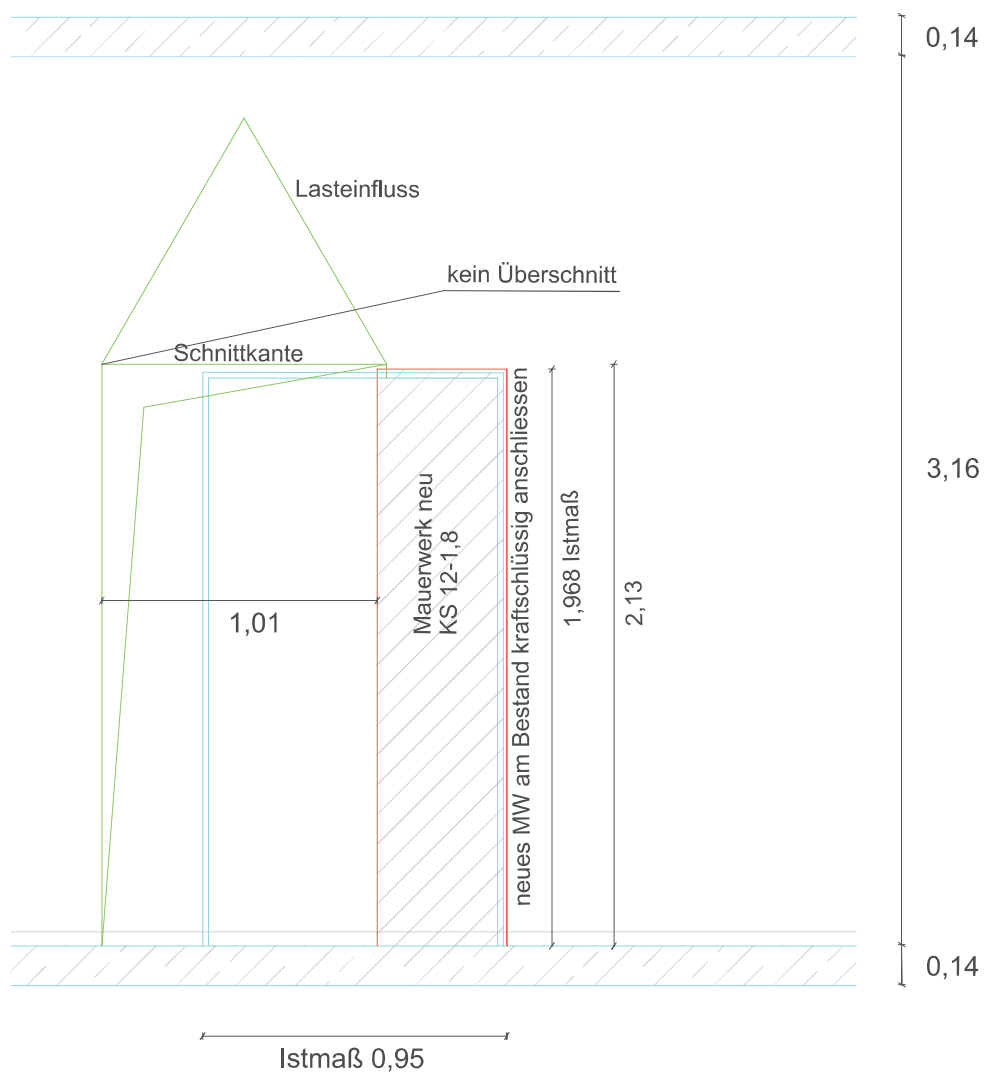 0,14
Lasteinfluss
kein Überschnitt
Schnittkante
3,16
Mauerwerk neu
KS 12-1,8
neues MW am Bestand kraftschlüssig anschliessen
1,968 Istmaß
2,13
1,01
0,14
Istmaß 0,95